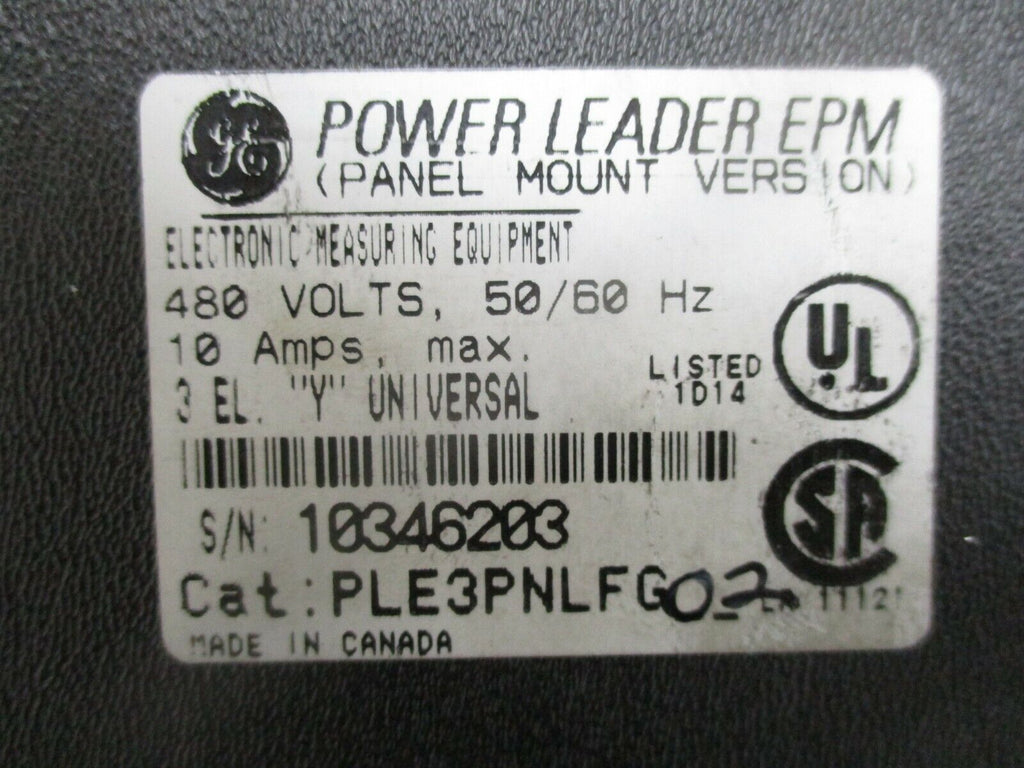 GE POWER LEADER EPM
(PANEL MOUNT VERSION)
ELECTRONIC MEASURING EQUIPMENT
480 VOLTS, 50/60 Hz
10 Amps, max.
3 EL. "Y" UNIVERSAL
LISTED
1D14
UL
S/N: 10346203
SA
Cat: PLE3PNLFG02
MADE IN CANADA